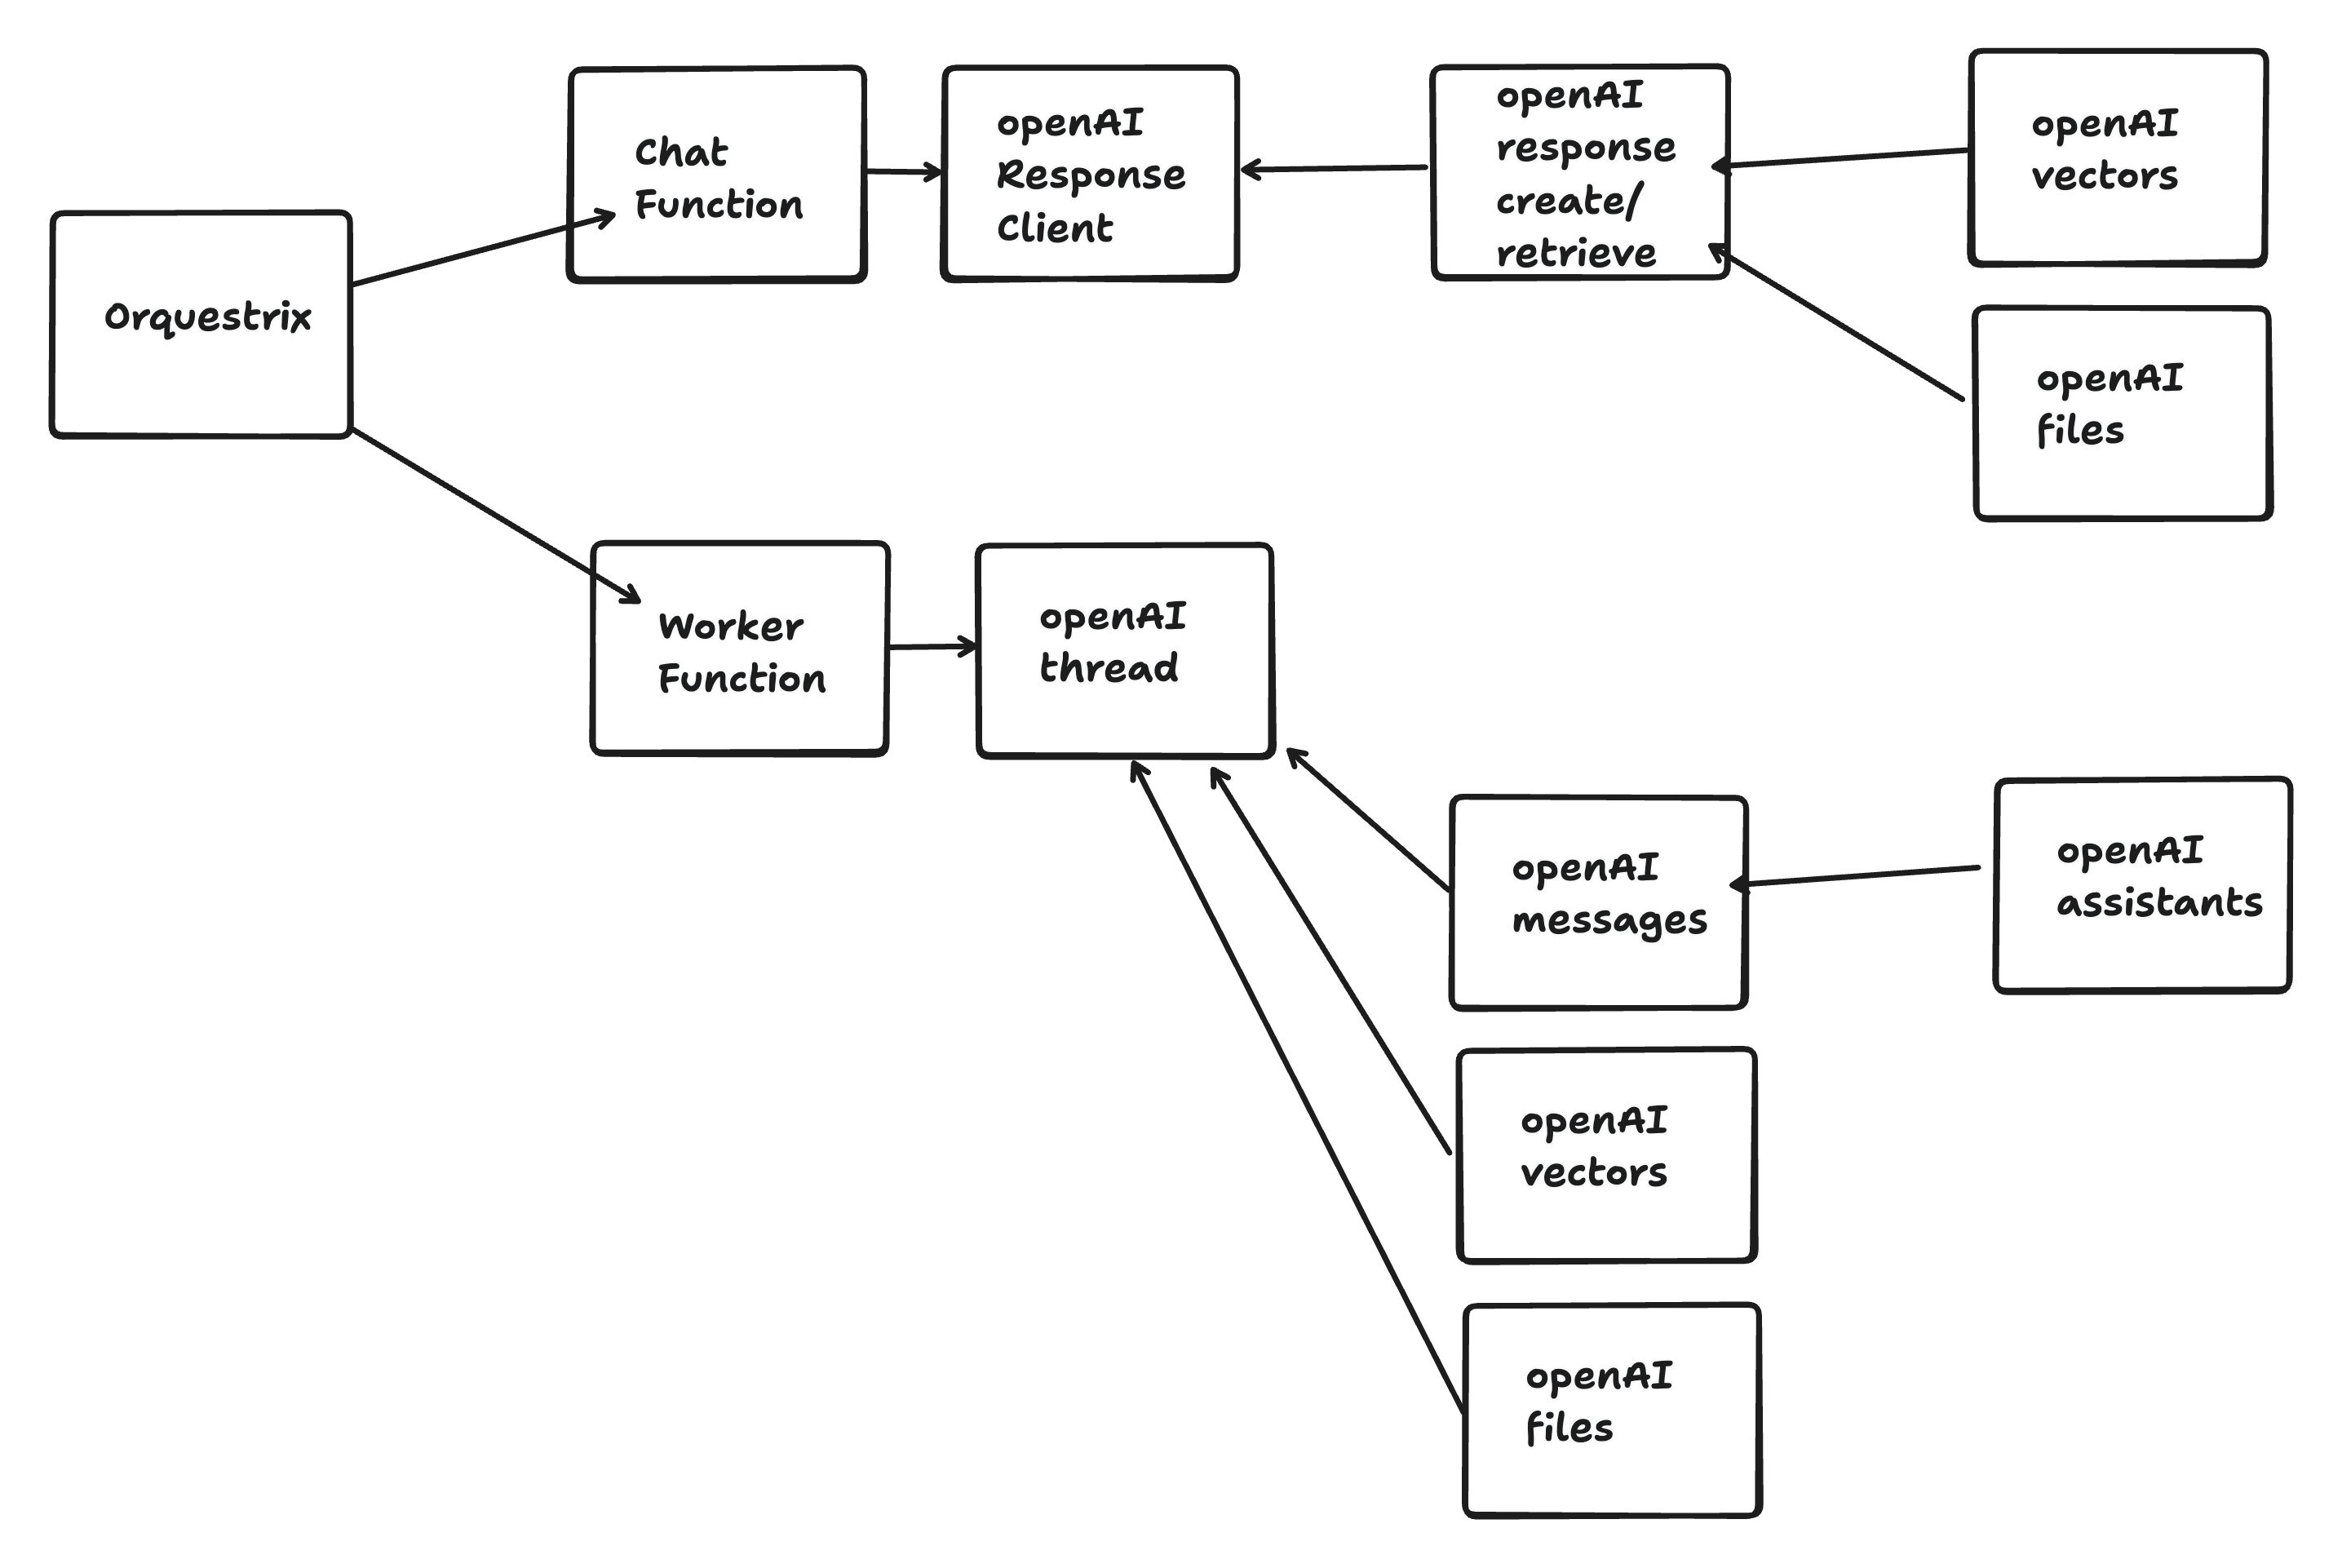 Chat
Function
openAI
Response
Client
openAI
response
create/
retrieve
openAI
vectors
Orquestrix
openAI
files
Worker
Function
openAI
thread
openAI
messages
openAI
assistants
openAI
vectors
openAI
files